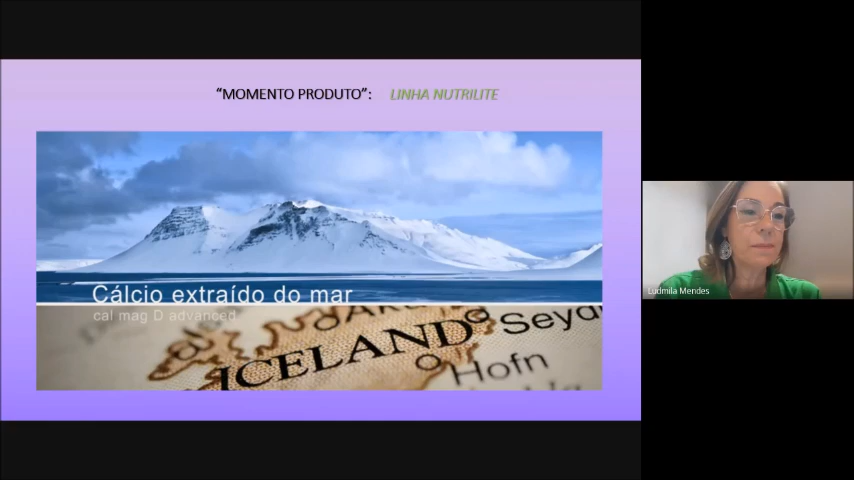 “MOMENTO PRODUTO”: LINHA NUTRILITE
Cálcio extraído do mar
cal mag D advanced
ICELAND
Seyd
Hofn
Ludmila Mendes